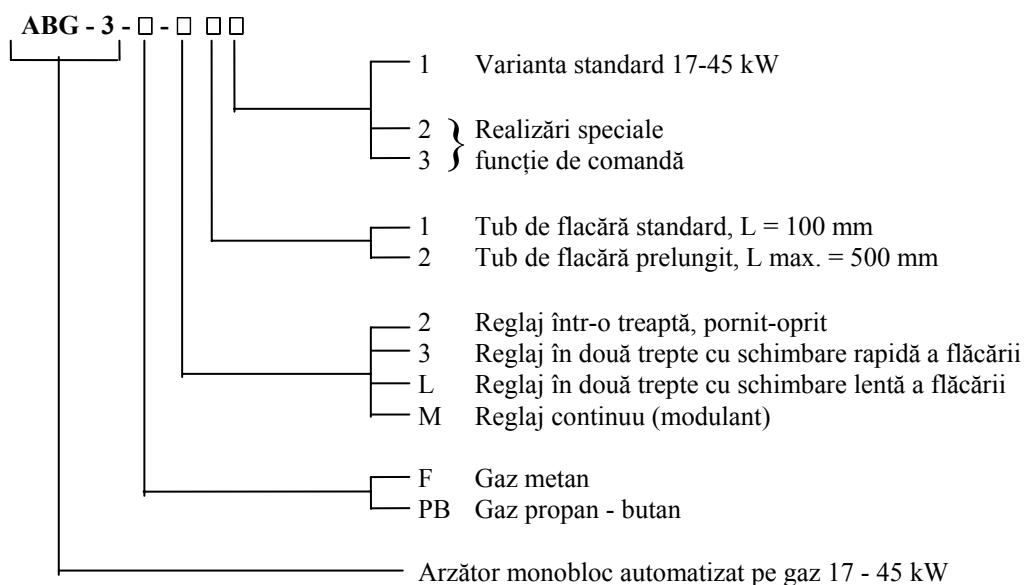 ABG - 3 - □ - □ □ □
1 Varianta standard 17-45 kW
2 } Realizări speciale
3 funcție de comandă
1 Tub de flacără standard, L = 100 mm
2 Tub de flacără prelungit, L max. = 500 mm
2 Reglaj într-o treaptă, pornit-oprit
3 Reglaj în două trepte cu schimbare rapidă a flăcării
L Reglaj în două trepte cu schimbare lentă a flăcării
M Reglaj continuu (modulant)
F Gaz metan
PB Gaz propan - butan
Arzător monobloc automatizat pe gaz 17 - 45 kW